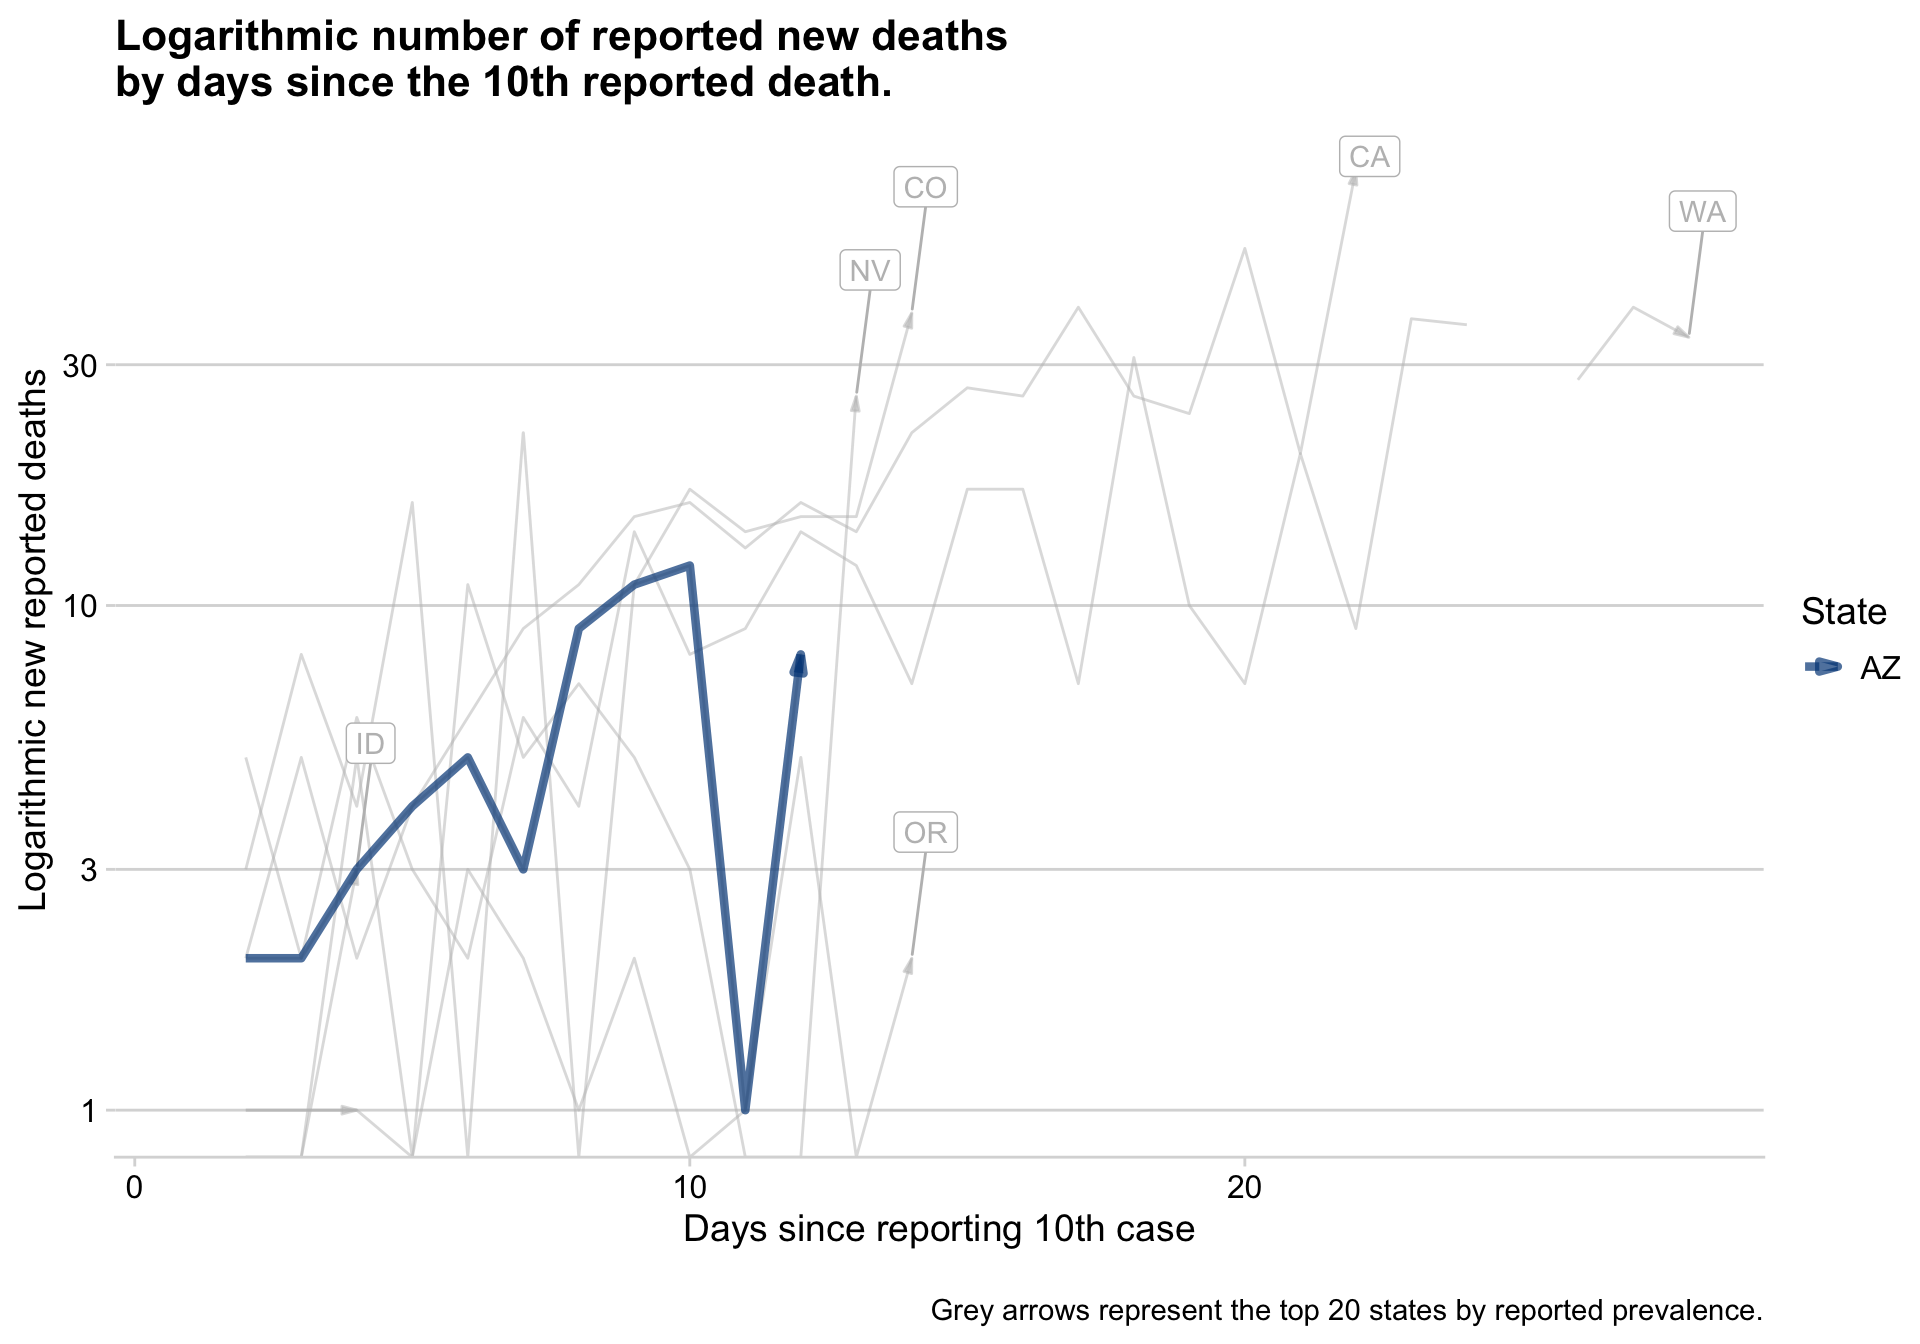 Logarithmic number of reported new deaths
by days since the 10th reported death.
CA
CO
WA
NV
30
10
ID
OR
3
1
Logarithmic new reported deaths
State
AZ
0 10 20
Days since reporting 10th case
Grey arrows represent the top 20 states by reported prevalence.